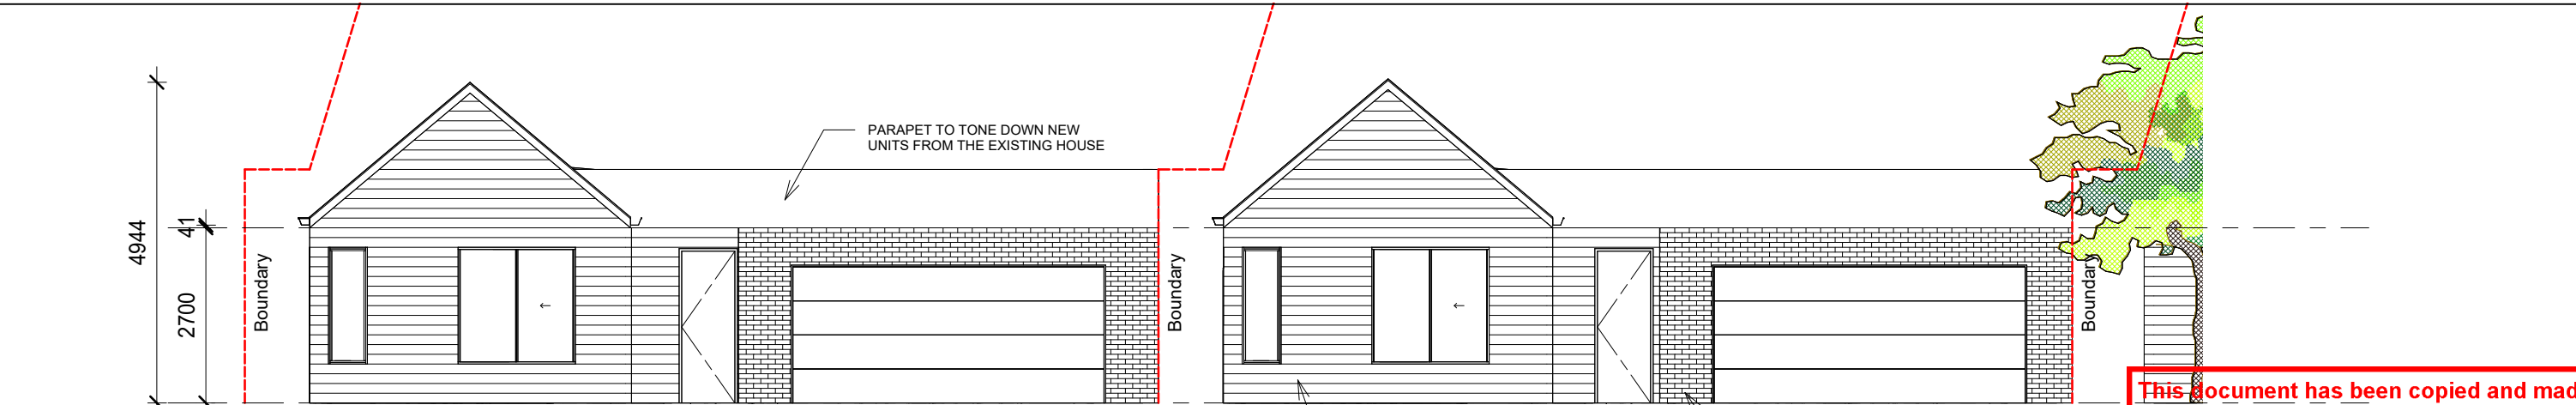 PARAPET TO TONE DOWN NEW
UNITS FROM THE EXISTING HOUSE
4944
41
2700
Boundary
Boundary
Boundary
This document has been copied and mad